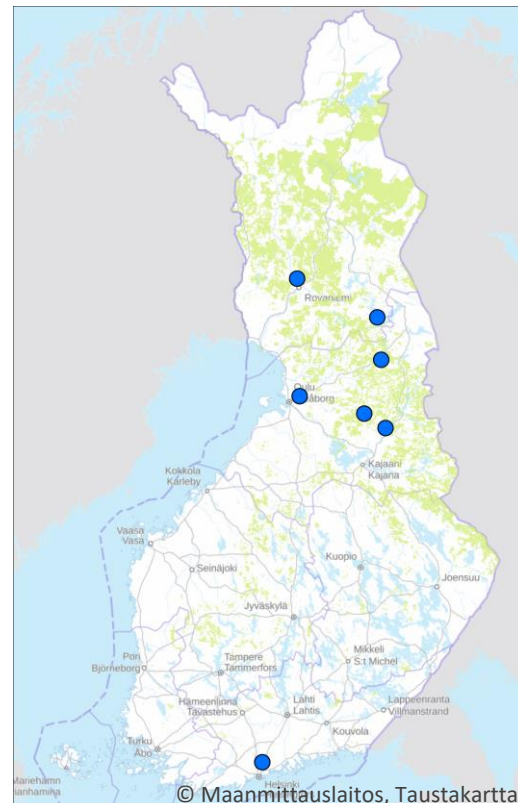 Rovaniemi
Oulu
Kajaani
Kajana
Kokkola
Karleby
Vaasa
Vasa
Seinäjoki
Kuopio
Joensuu
Jyväskylä
Pori
Björneborg
Tampere
Tammerfors
Mikkeli
S:t Michel
Hämeenlinna
Tavastehus
Lahti
Lahtis
Lappeenranta
Villmanstrand
Kouvola
Turku
Åbo
Helsinki
© Maanmittauslaitos, Taustakartta